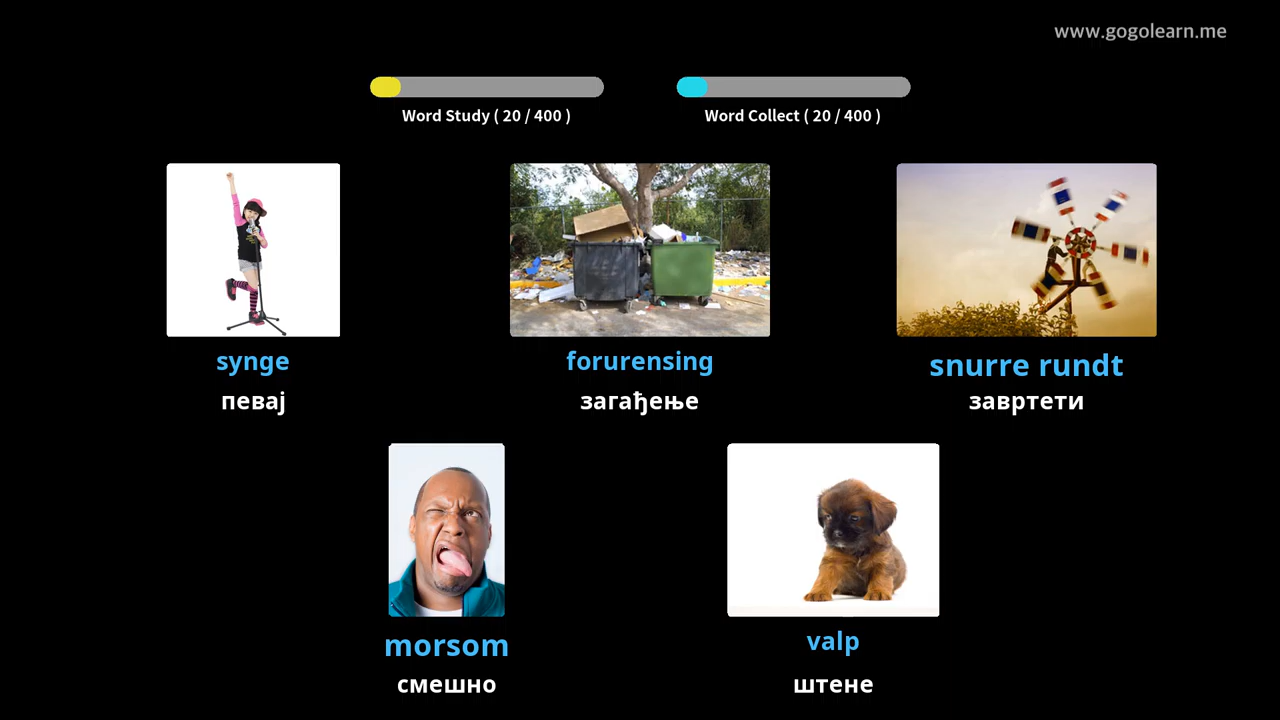 www.gogolearn.me
Word Study ( 20 / 400 )
Word Collect ( 20 / 400 )
synge
певај
forurensing
загађење
snurre rundt
завртети
morsom
смешно
valp
штене